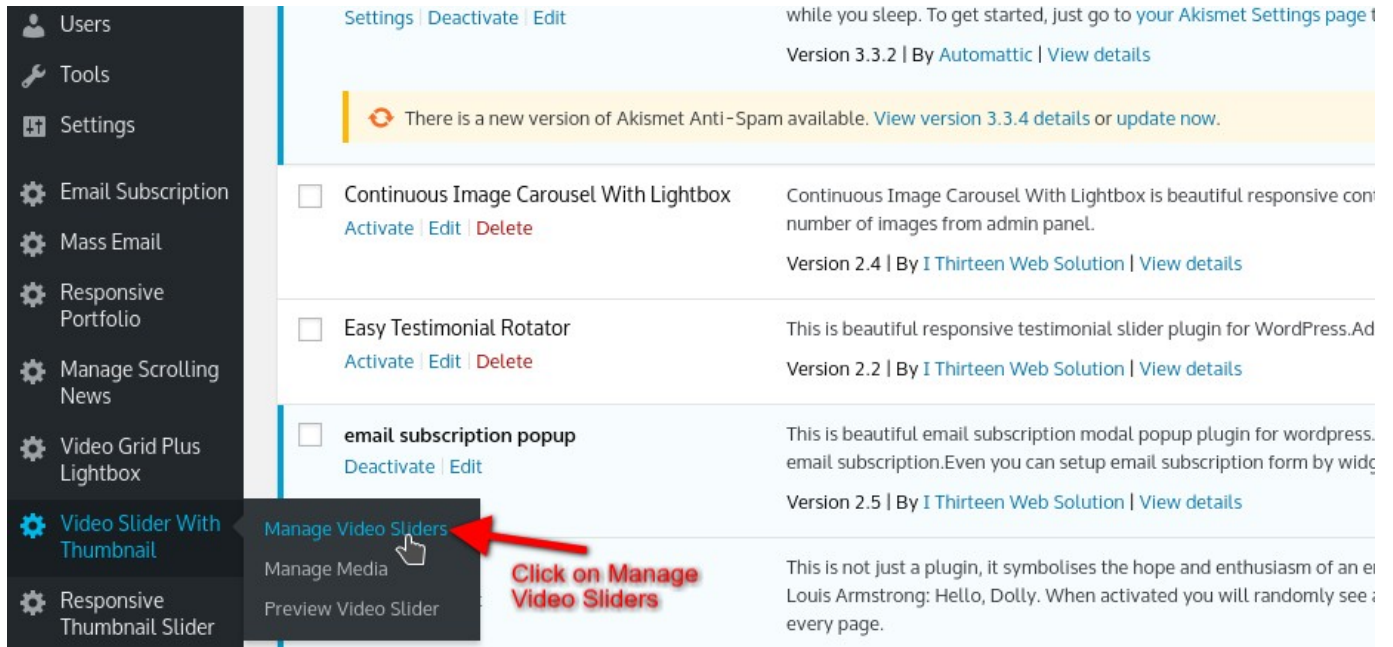 Users
Tools
Settings
Email Subscription
Mass Email
Responsive
Portfolio
Manage Scrolling
News
Video Grid Plus
Lightbox
Video Slider With
Thumbnail
Responsive
Thumbnail Slider
Manage Video Sliders
Manage Media
Preview Video Slider
Click on Manage
Video Sliders
Settings | Deactivate | Edit
while you sleep. To get started, just go to your Akismet Settings page
Version 3.3.2 | By Automattic | View details
There is a new version of Akismet Anti-Spam available. View version 3.3.4 details or update now.
Continuous Image Carousel With Lightbox
Activate | Edit | Delete
Continuous Image Carousel With Lightbox is beautiful responsive
number of images from admin panel.
Version 2.4 | By I Thirteen Web Solution | View details
Easy Testimonial Rotator
Activate | Edit | Delete
This is beautiful responsive testimonial slider plugin for WordPress.Ad
Version 2.2 | By I Thirteen Web Solution | View details
email subscription popup
Deactivate | Edit
This is beautiful email subscription modal popup plugin for wordpress.
email subscription.Even you can setup email subscription form by
Version 2.5 | By I Thirteen Web Solution | View details
This is not just a plugin, it symbolises the hope and enthusiasm of an
Louis Armstrong: Hello, Dolly. When activated you will randomly see
every page.